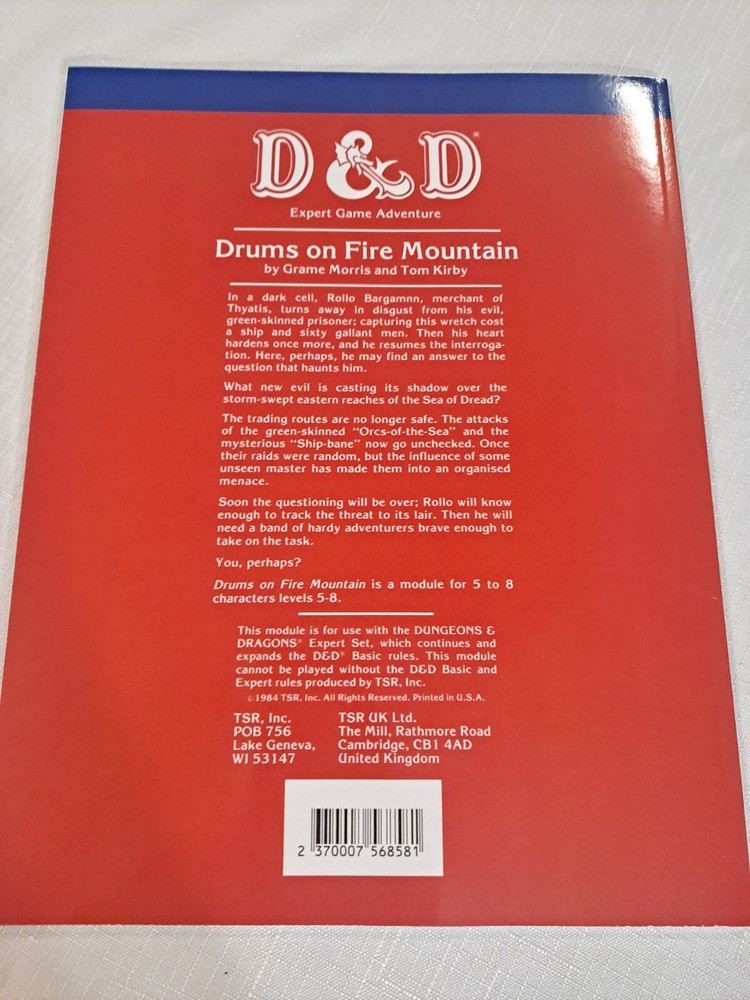 D&D®
Expert Game Adventure
Drums on Fire Mountain
by Grame Morris and Tom Kirby
In a dark cell, Rollo Bargamnn, merchant of
Thyatis, turns away in disgust from his evil,
green-skinned prisoner; capturing this wretch cost
a ship and sixty gallant men. Then his heart
hardens once more, and he resumes the interroga-
tion. Here, perhaps, he may find an answer to the
question that haunts him.
What new evil is casting its shadow over the
storm-swept eastern reaches of the Sea of Dread?
The trading routes are no longer safe. The attacks
of the green-skinned "Orcs-of-the-Sea" and the
mysterious "Ship-bane" now go unchecked. Once
their raids were random, but the influence of some
unseen master has made them into an organised
menace.
Soon the questioning will be over; Rollo will know
enough to track the threat to its lair. Then he will
need a band of hardy adventurers brave enough to
take on the task.
You, perhaps?
Drums on Fire Mountain is a module for 5 to 8
characters levels 5-8.
This module is for use with the DUNGEONS &
DRAGONS® Expert Set, which continues and
expands the D&D® Basic rules. This module
cannot be played without the D&D Basic and
Expert rules produced by TSR, Inc.
©1984 TSR, Inc. All Rights Reserved. Printed in U.S.A.
TSR, Inc.
POB 756
Lake Geneva,
WI 53147
TSR UK Ltd.
The Mill, Rathmore Road
Cambridge, CB1 4AD
United Kingdom
2 370007 568581